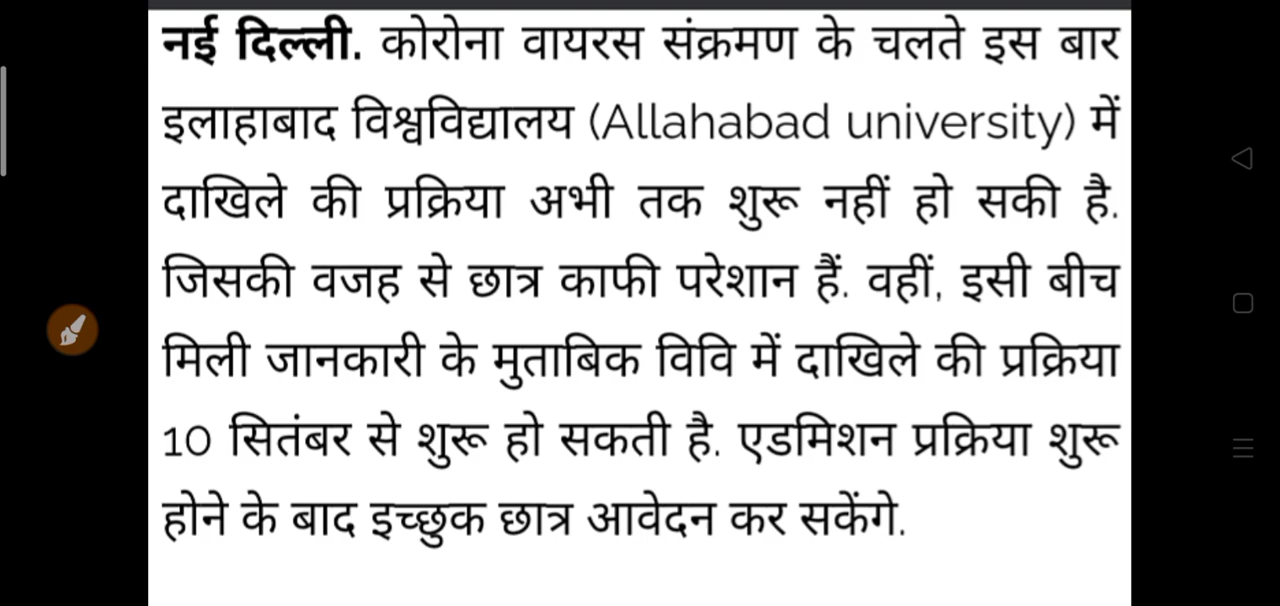 नई दिल्ली. कोरोना वायरस संक्रमण के चलते इस बार
इलाहाबाद विश्वविद्यालय (Allahabad university) में
दाखिले की प्रक्रिया अभी तक शुरू नहीं हो सकी है.
जिसकी वजह से छात्र काफी परेशान हैं. वहीं, इसी बीच
मिली जानकारी के मुताबिक विवि में दाखिले की प्रक्रिया
10 सितंबर से शुरू हो सकती है. एडमिशन प्रक्रिया शुरू
होने के बाद इच्छुक छात्र आवेदन कर सकेंगे.